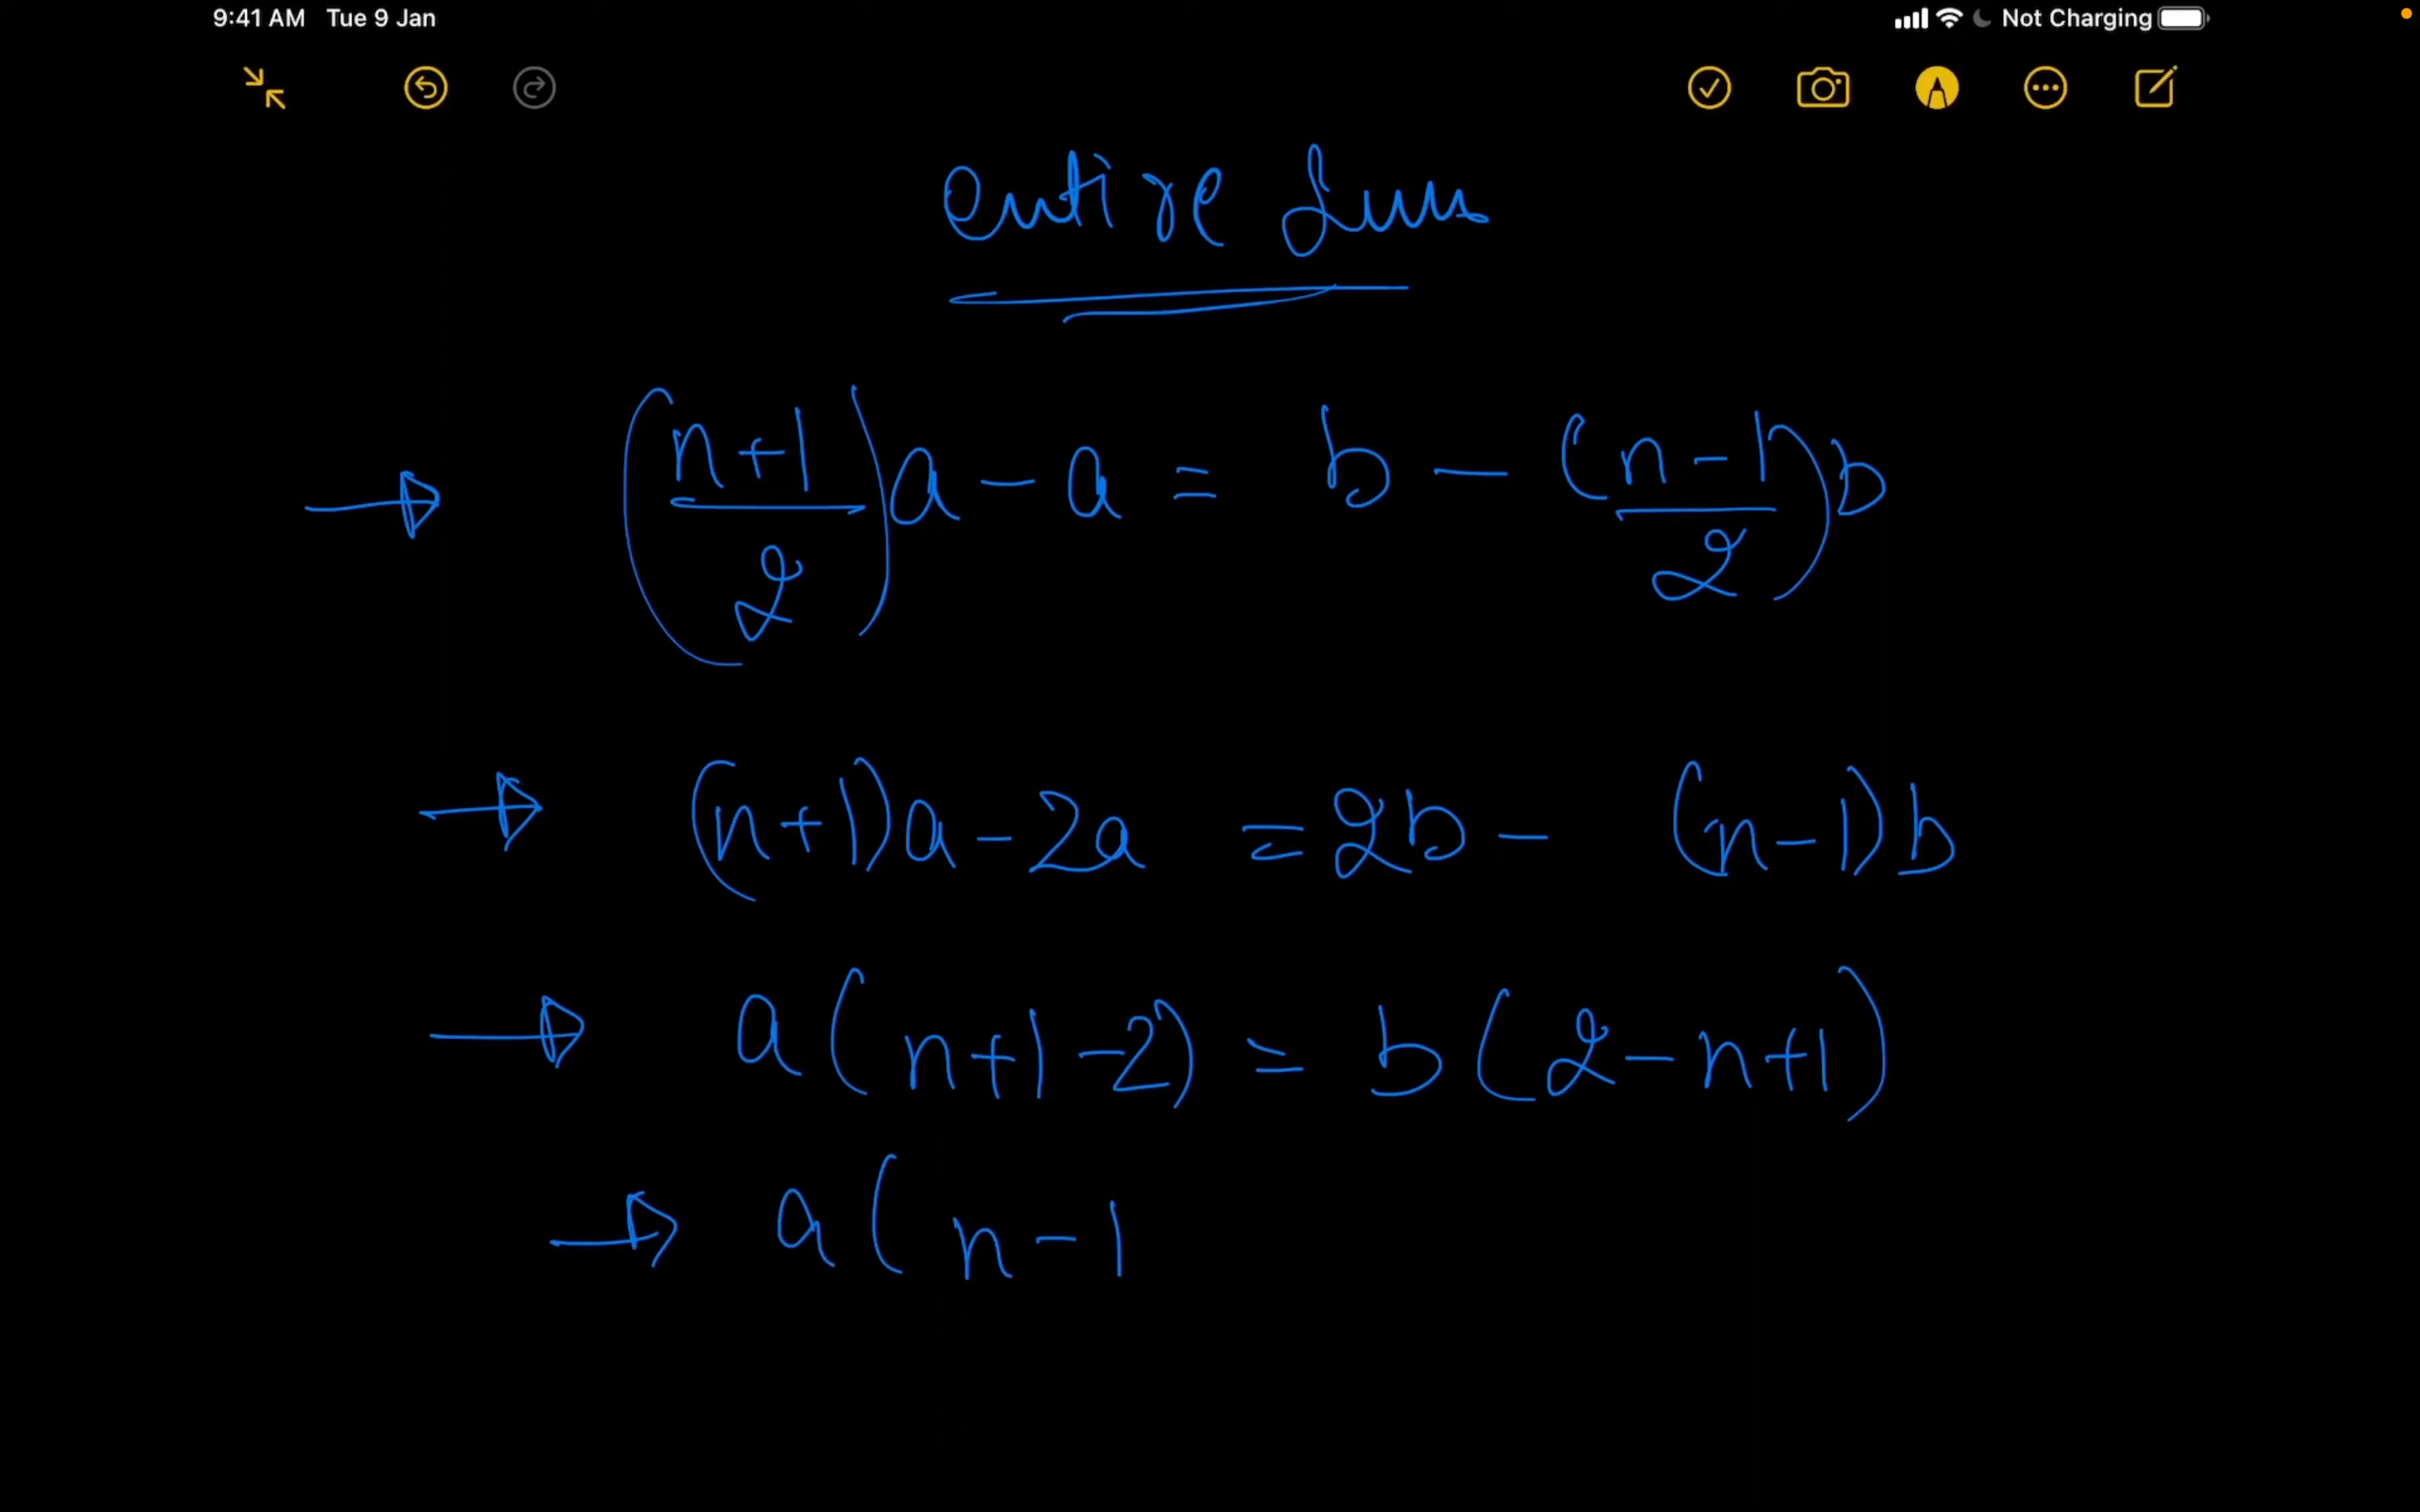 9:41 AM Tue 9 Jan Not Charging
entire sum
→ (n+1/2)a - a = b - (n-1/2)b
→ (n+1)a - 2a = 2b - (n-1)b
→ a(n+1-2) = b(2-n+1)
→ a(n-1